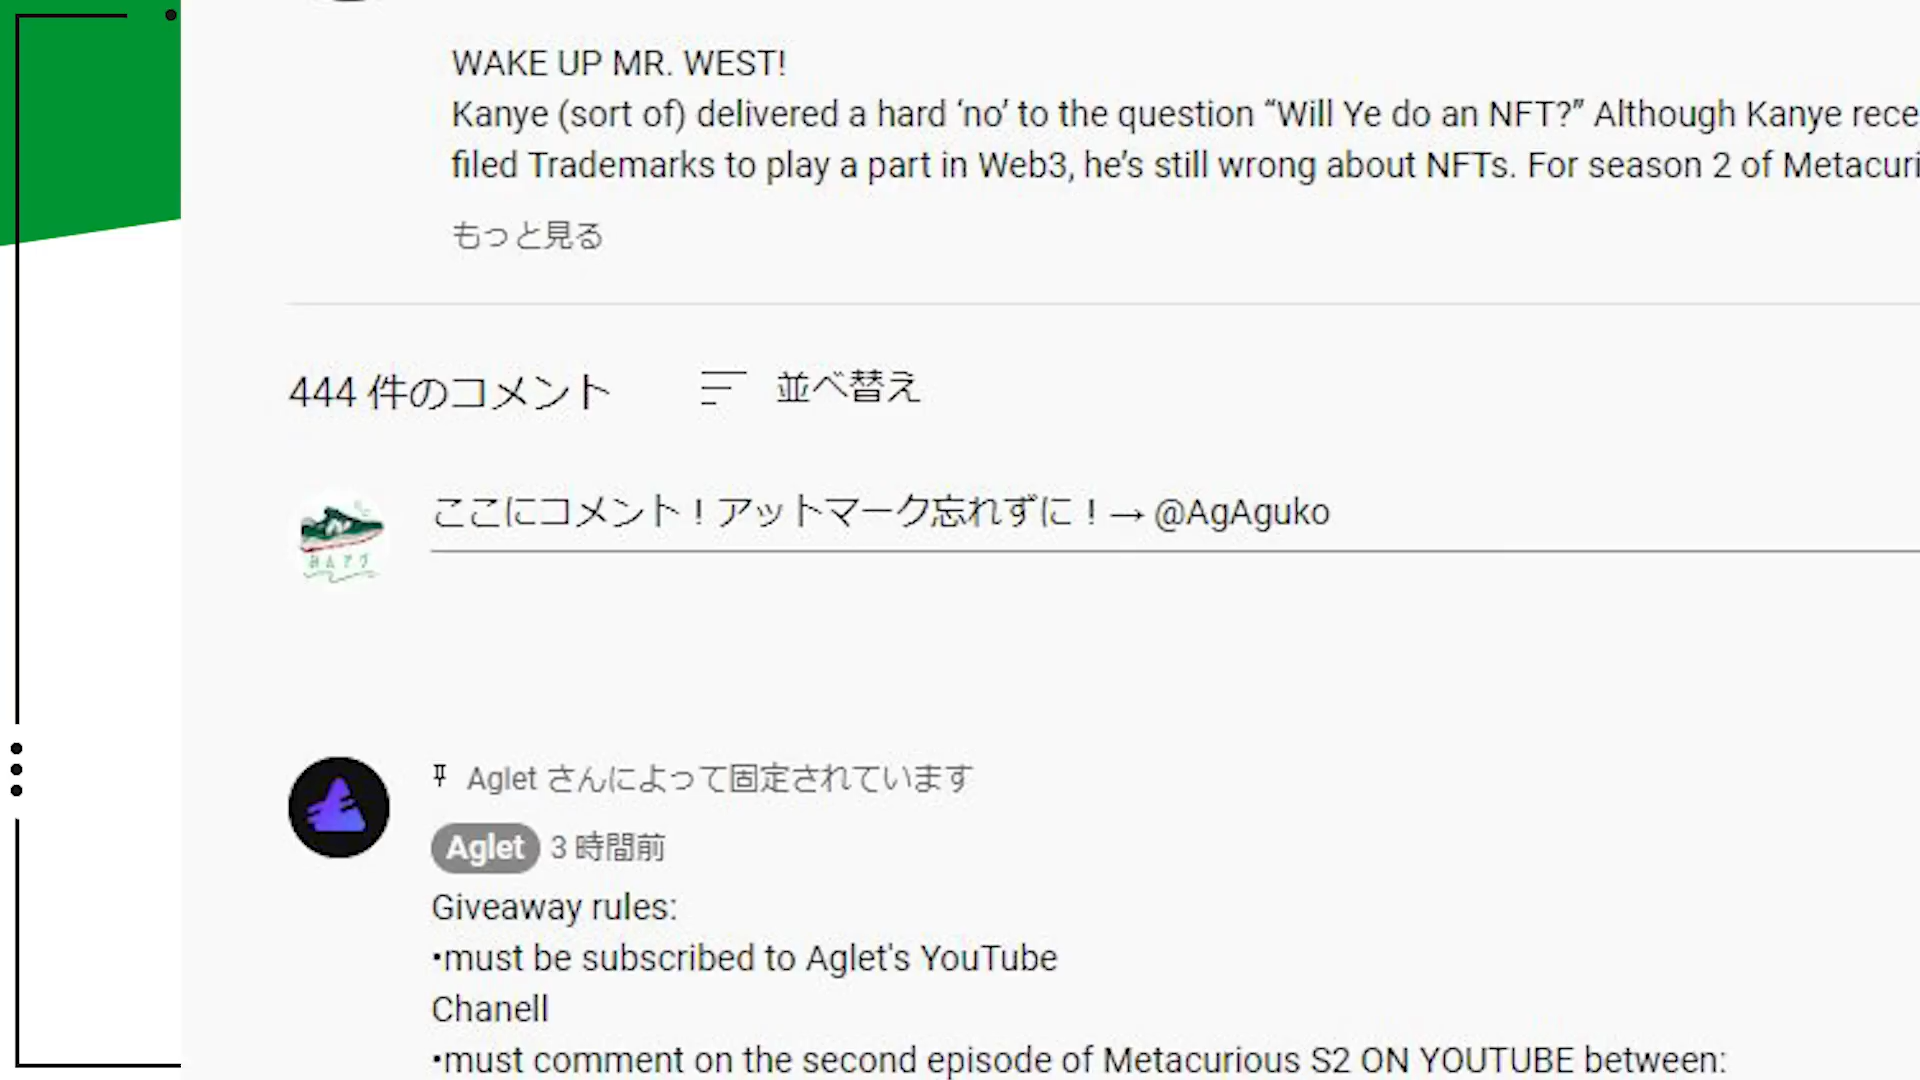 WAKE UP MR. WEST!
Kanye (sort of) delivered a hard ‘no’ to the question “Will Ye do an NFT?” Although Kanye rece
filed Trademarks to play a part in Web3, he’s still wrong about NFTs. For season 2 of Metacuri
もっと見る
444 件のコメント
並べ替え
ここにコメント！アットマーク忘れずに！→ @AgAguko
みんアグ
Aglet さんによって固定されています
Aglet 3 時間前
Giveaway rules:
•must be subscribed to Aglet's YouTube
Chanell
•must comment on the second episode of Metacurious S2 ON YOUTUBE between: